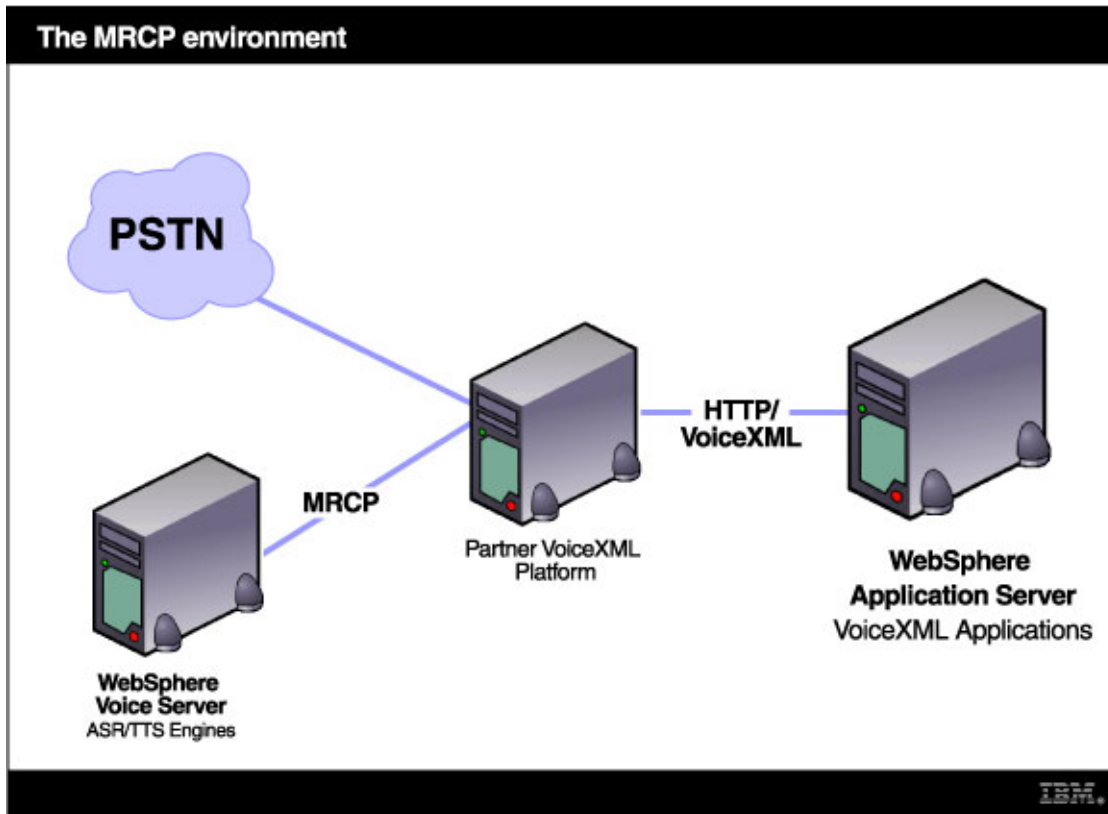 The MRCP environment
PSTN
HTTP/
VoiceXML
MRCP
Partner VoiceXML
Platform
WebSphere
Application Server
VoiceXML Applications
WebSphere
Voice Server
ASR/TTS Engines
IBM.